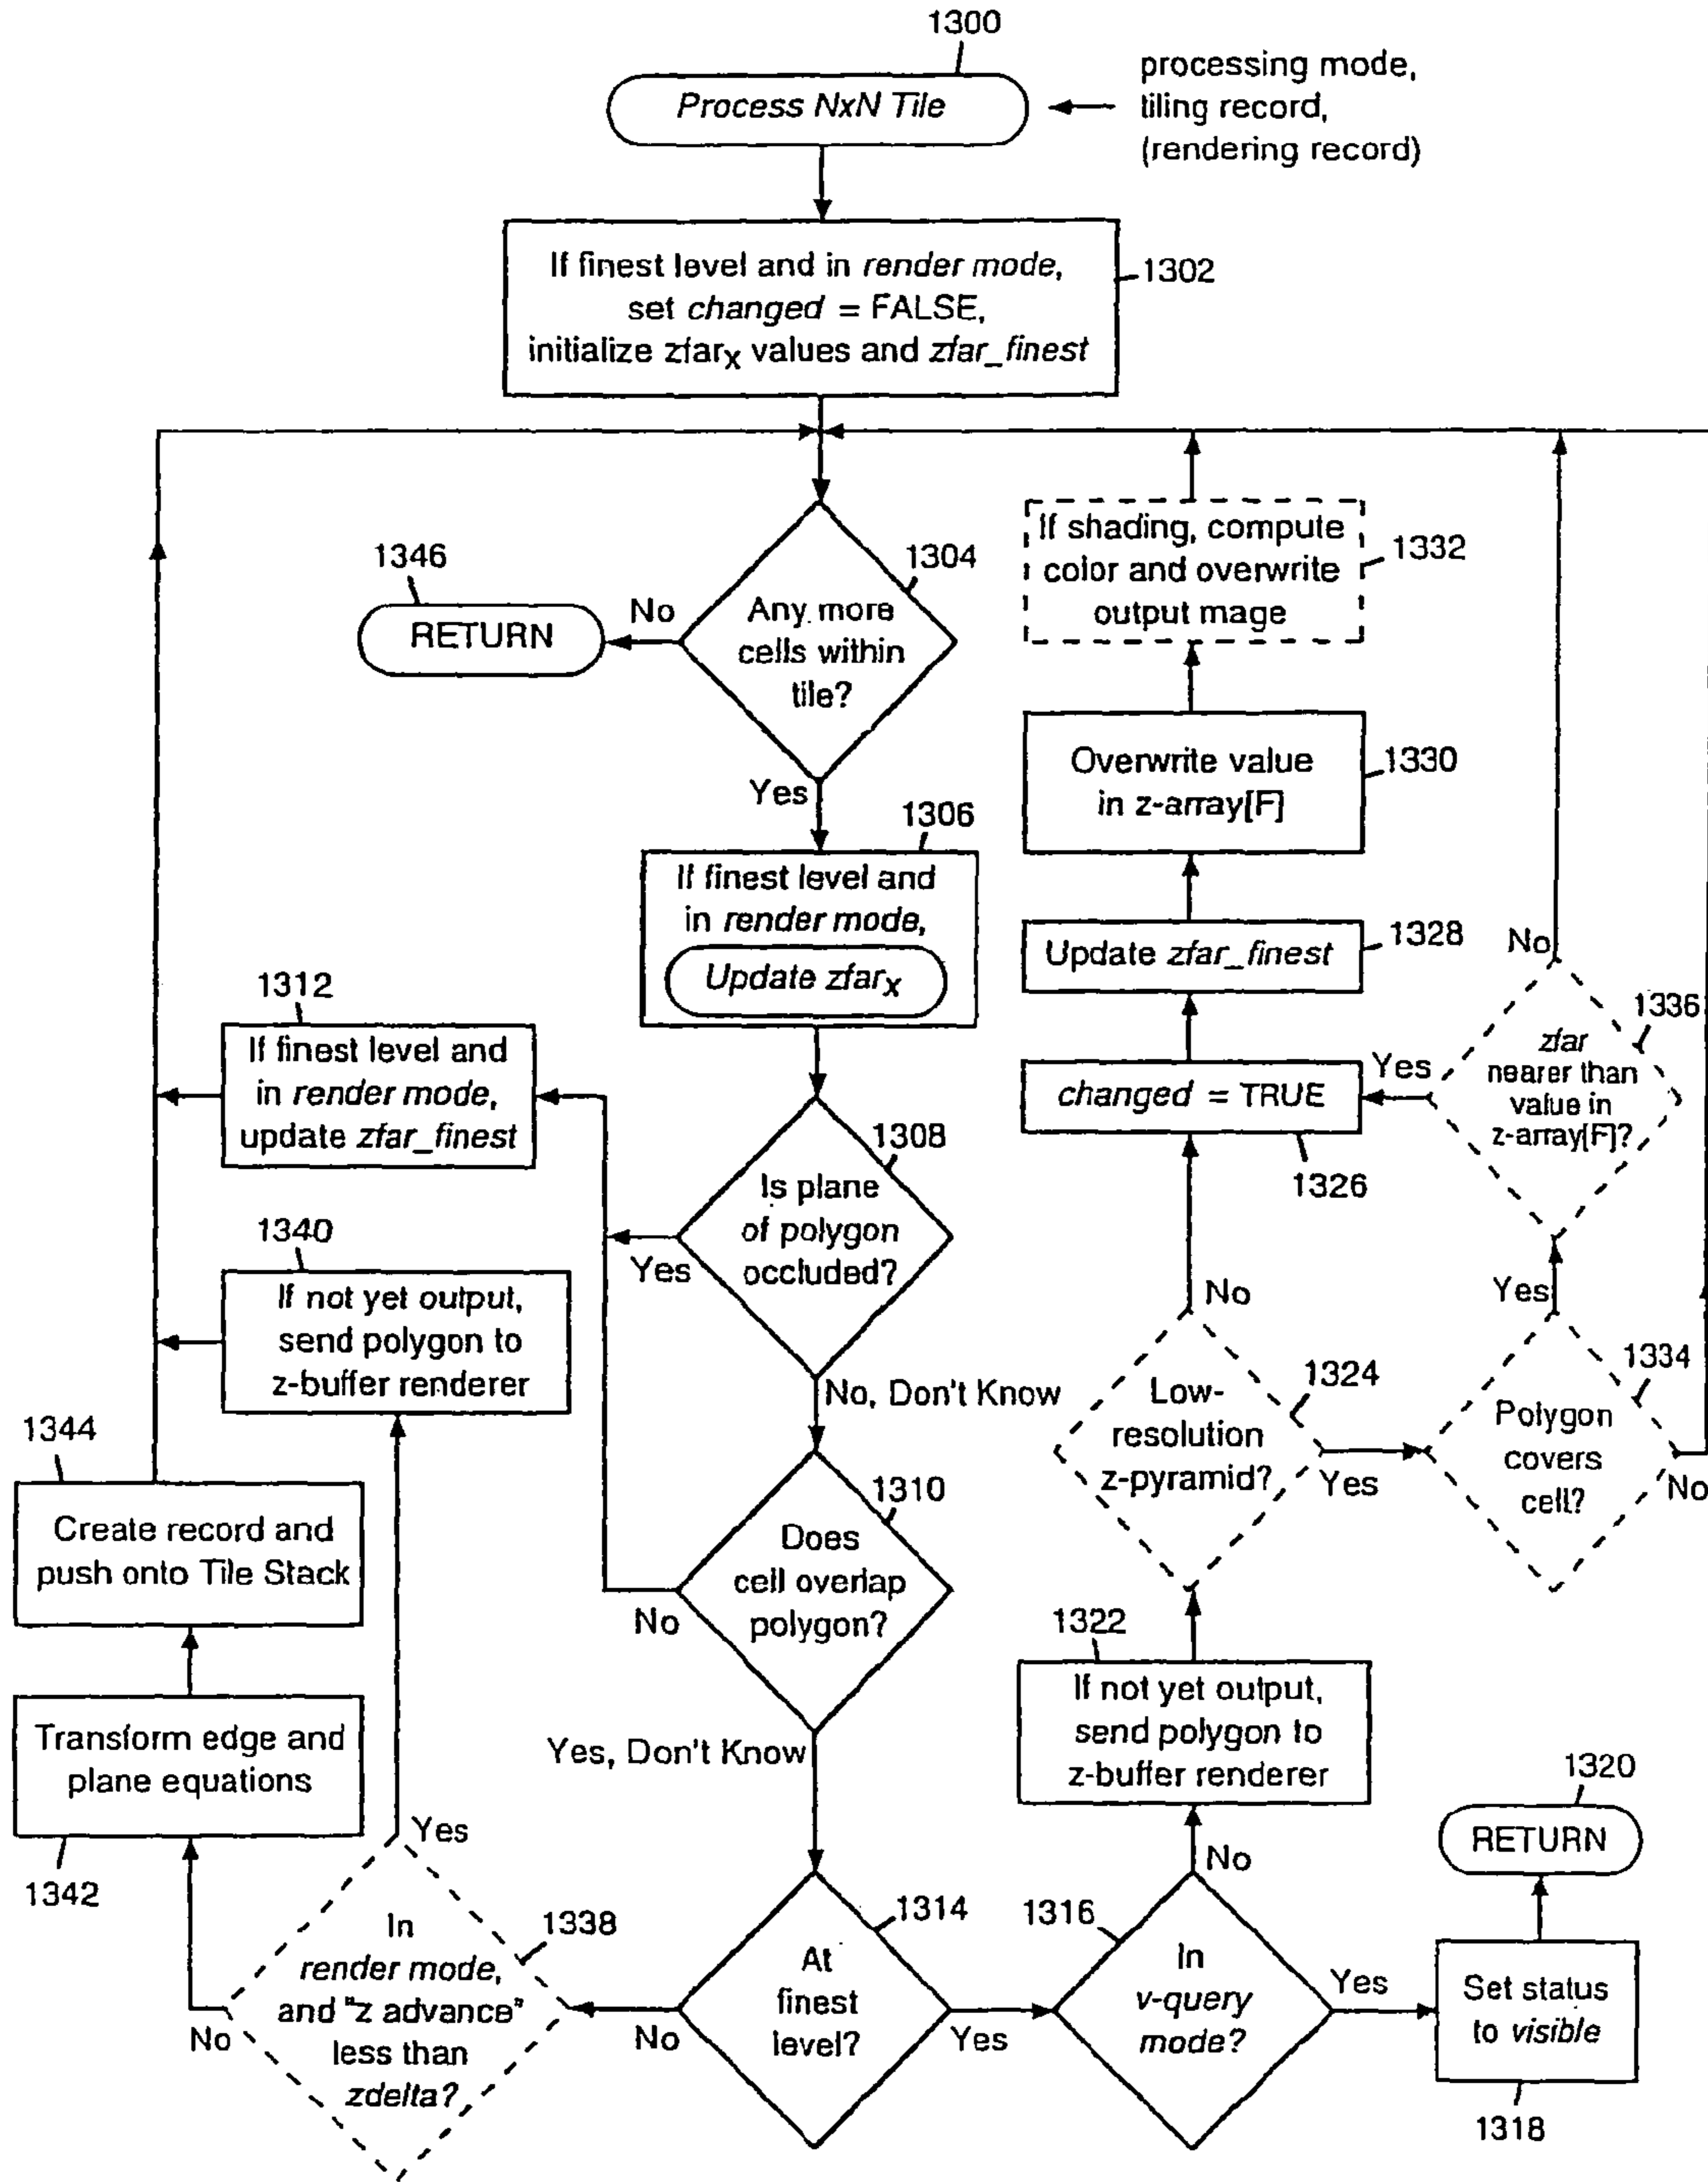 1300
Process NxN Tile
processing mode,
tiling record,
(rendering record)
If finest level and in render mode,
set changed = FALSE,
initialize zfarx values and zfar_finest
1302
1304
Any more
cells within
tile?
No
Yes
1346
RETURN
1306
If finest level and
in render mode,
Update zfarx
1308
Is plane
of polygon
occluded?
Yes
No, Don't Know
1312
If finest level and
in render mode,
update zfar_finest
1310
Does
cell overlap
polygon?
No
Yes, Don't Know
1314
At
finest
level?
No
Yes
1316
In
v-query
mode?
No
Yes
Set status
to visible
1318
1320
RETURN
1322
If not yet output,
send polygon to
z-buffer renderer
1324
Low-
resolution
z-pyramid?
No
Yes
1334
Polygon
covers
cell?
Yes
No
1336
zfar
nearer than
value in
z-array[F]?
Yes
No
changed = TRUE
1326
Update zfar_finest
1328
Overwrite value
in z-array[F]
1330
If shading, compute
color and overwrite
output mage
1332
1338
In
render mode,
and "z advance"
less than
zdelta?
Yes
No
1340
If not yet output,
send polygon to
z-buffer renderer
Transform edge and
plane equations
1342
1344
Create record and
push onto Tile Stack